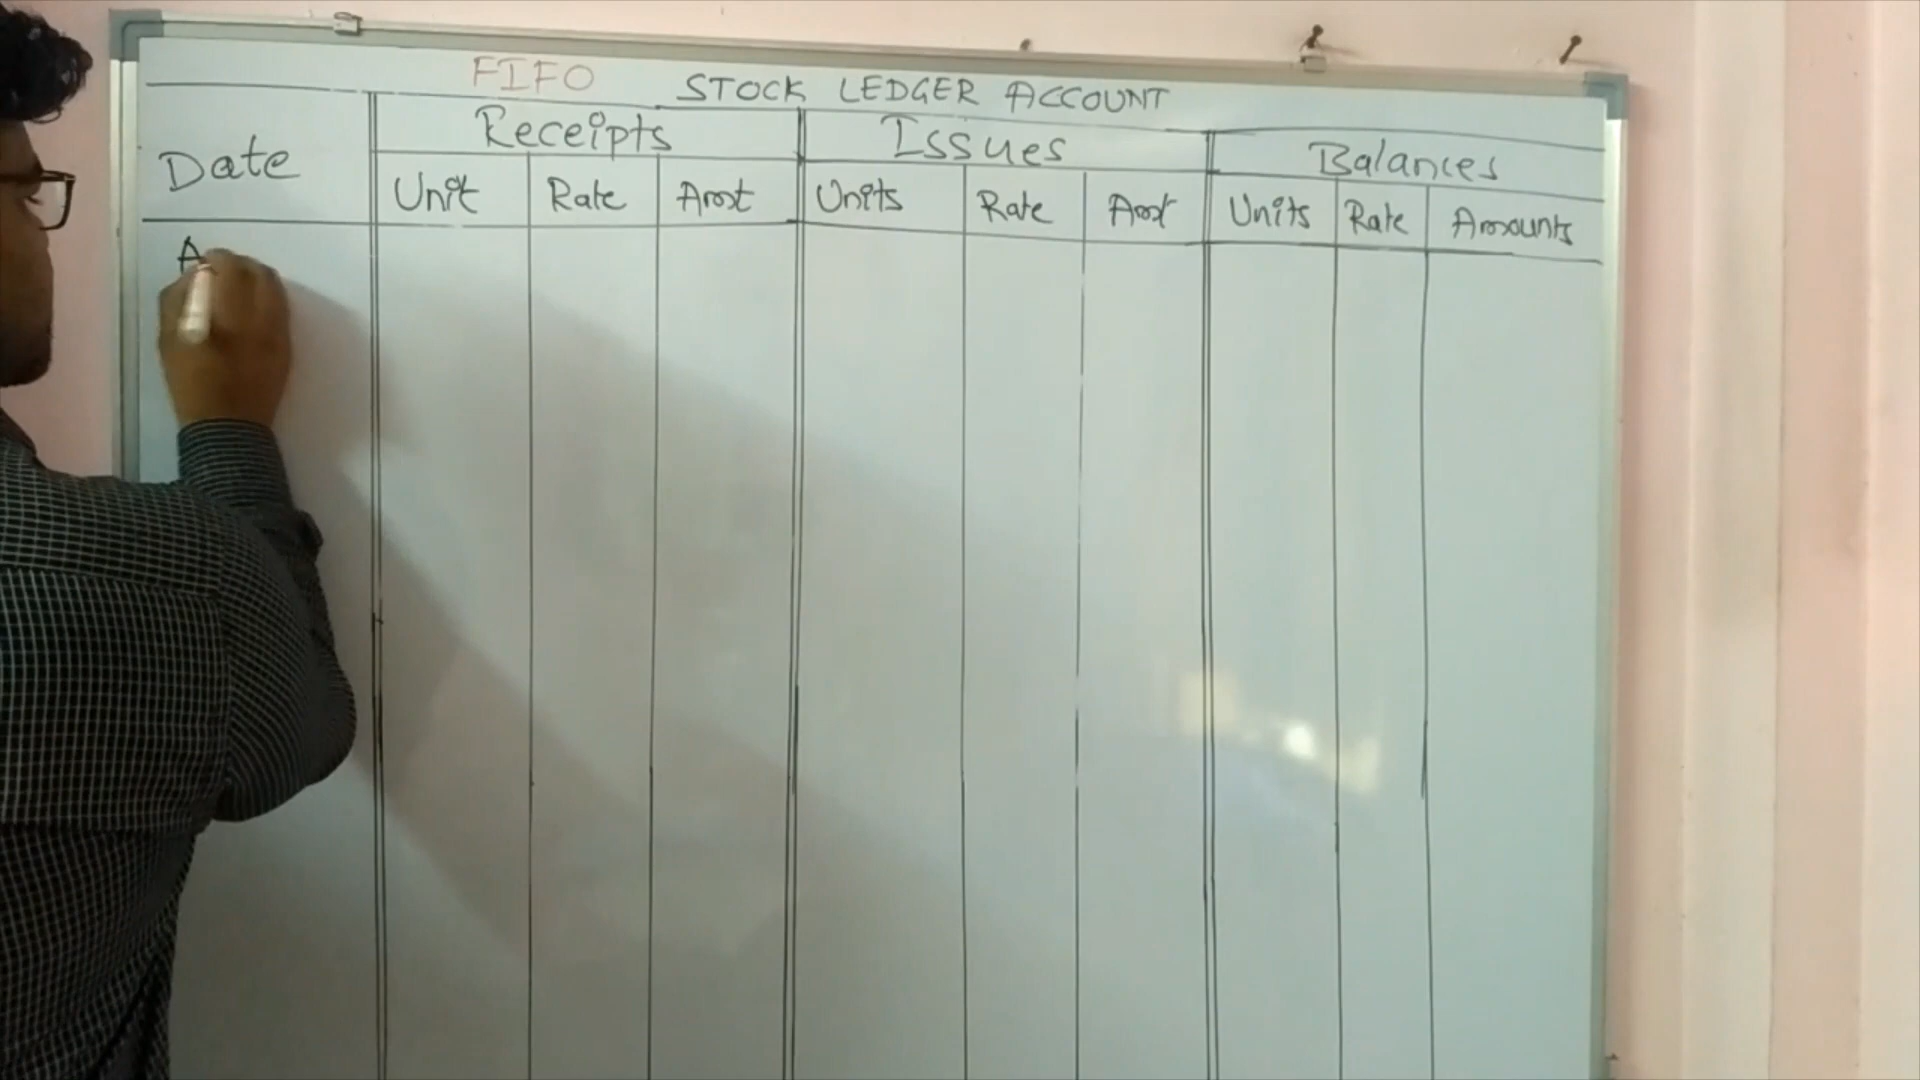 FIFO STOCK LEDGER ACCOUNT
Date Receipts Issues Balances
Unit Rate Amt Units Rate Amt Units Rate Amounts
A